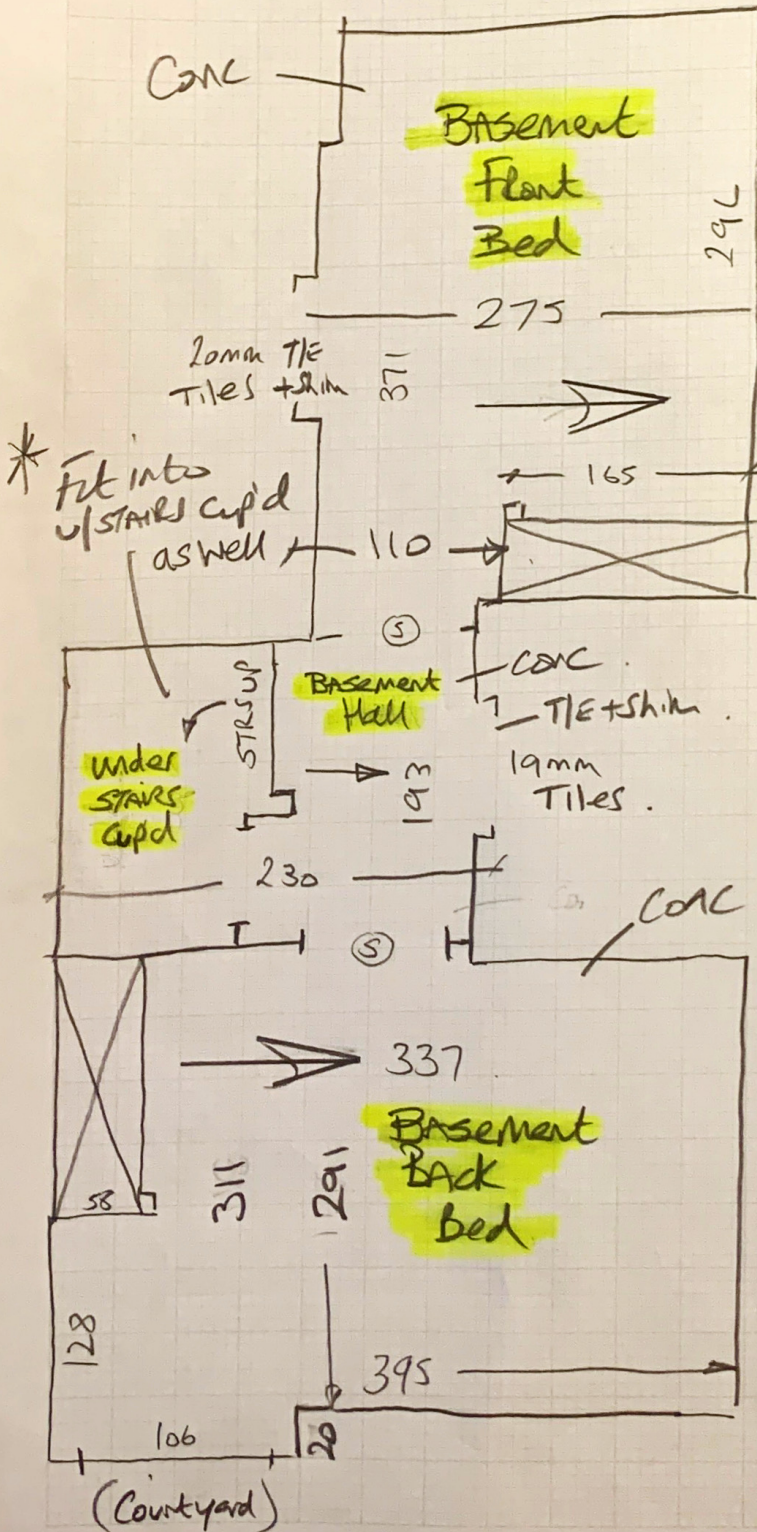 Conc
Basement
Front
Bed
296
275
20mm T/E
Tiles + Shim
371
165
* Fit into
u/STAIRS Cup'd
as well
110
S
Conc.
Basement
Hall
STRS UP
T/E + Shim.
19mm
Tiles.
193
under
STAIRS
Cup'd
230
Conc
T
S
337
Basement
Back
Bed
58
311
291
128
395
106
20
(Courtyard)